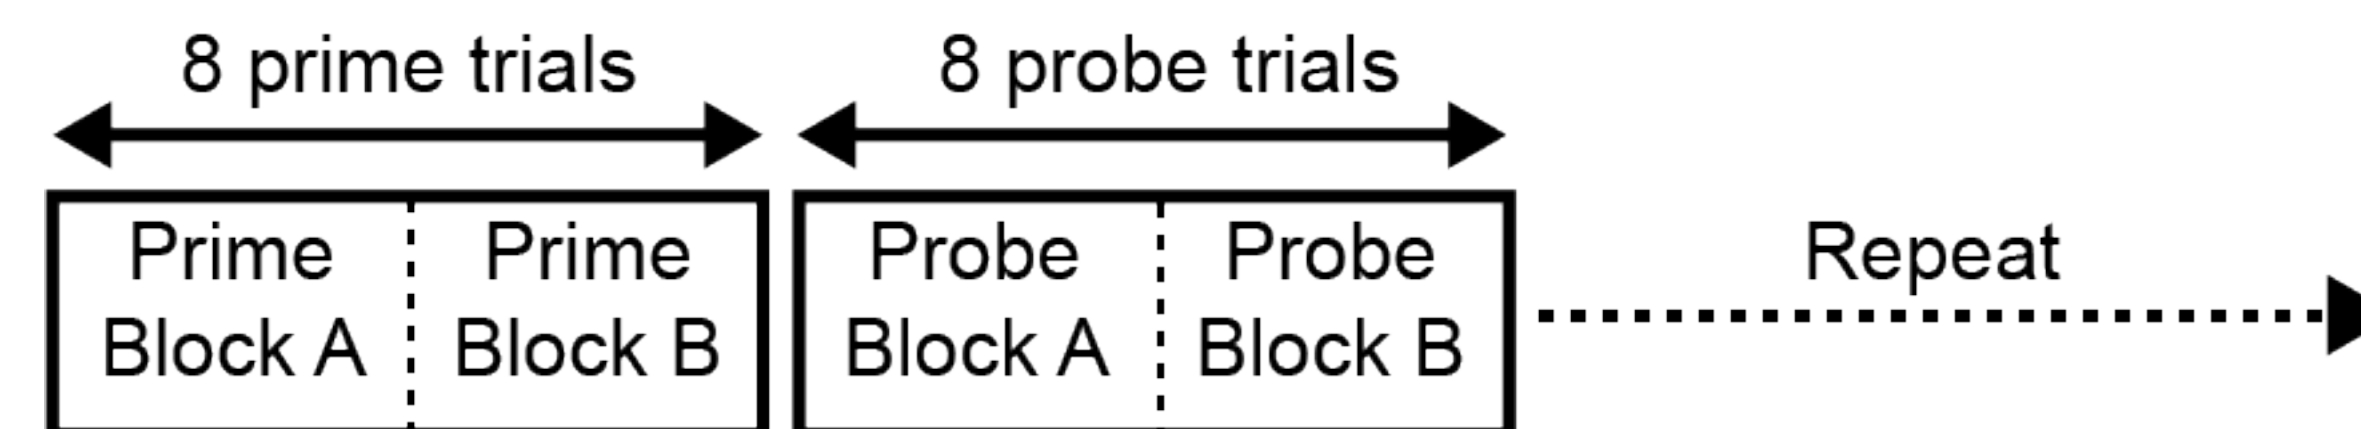 8 prime trials
8 probe trials
Prime
Block A
Prime
Block B
Probe
Block A
Probe
Block B
Repeat